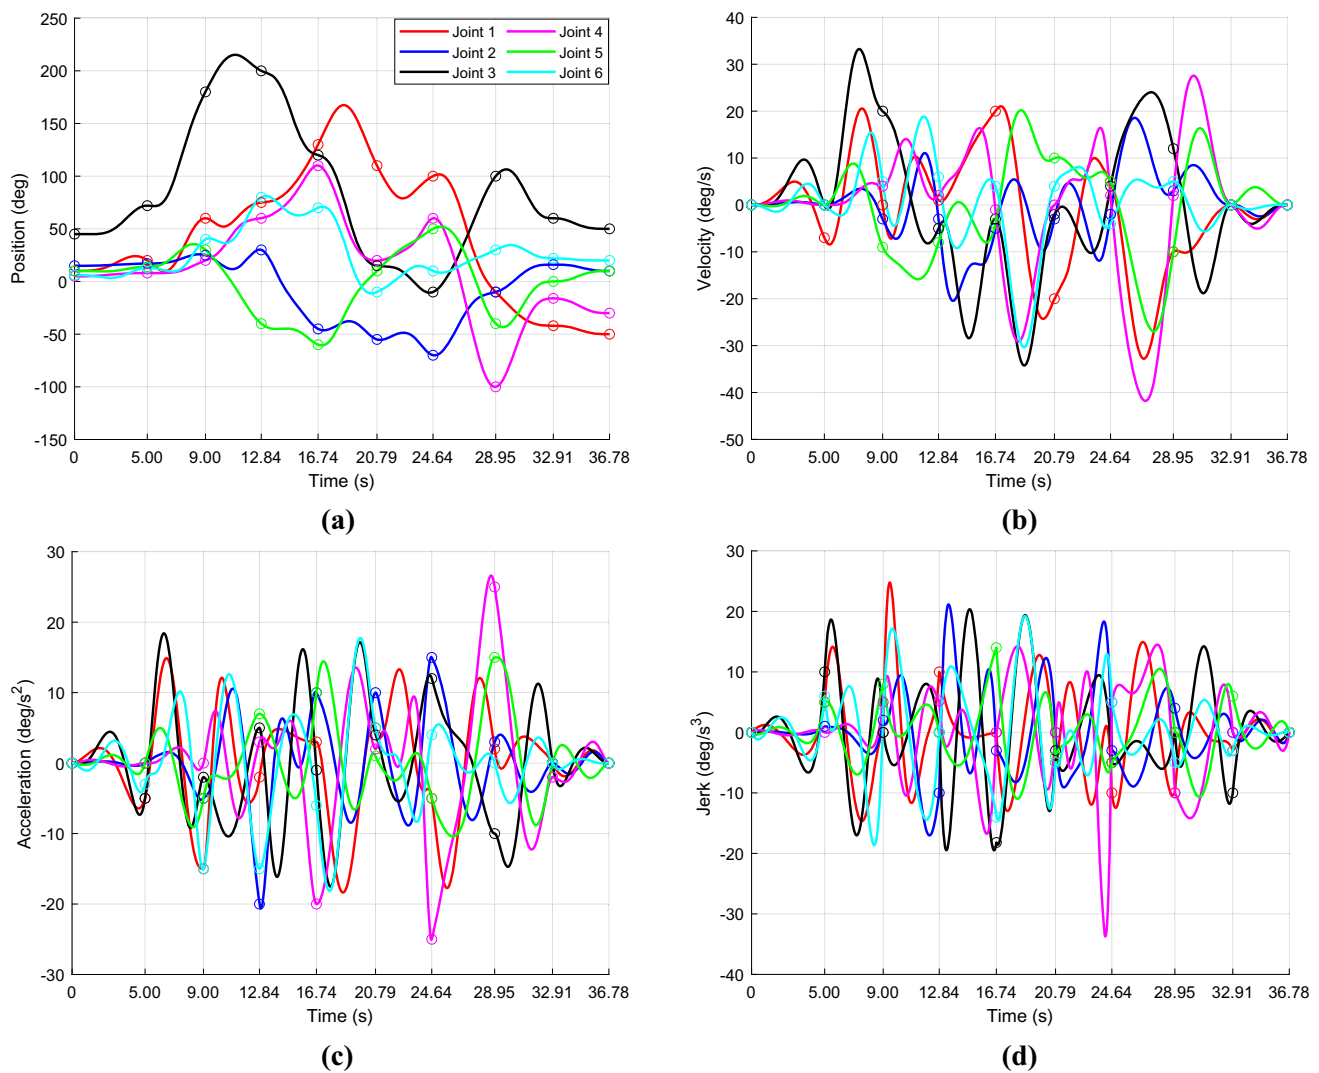 250
200
150
100
50
0
-50
-100
-150
Position (deg)
Joint 1
Joint 2
Joint 3
Joint 4
Joint 5
Joint 6
0 5.00 9.00 12.84 16.74 20.79 24.64 28.95 32.91 36.78
Time (s)
(a)
40
30
20
10
0
-10
-20
-30
-40
-50
Velocity (deg/s)
0 5.00 9.00 12.84 16.74 20.79 24.64 28.95 32.91 36.78
Time (s)
(b)
30
20
10
0
-10
-20
-30
Acceleration (deg/s²)
0 5.00 9.00 12.84 16.74 20.79 24.64 28.95 32.91 36.78
Time (s)
(c)
30
20
10
0
-10
-20
-30
-40
Jerk (deg/s³)
0 5.00 9.00 12.84 16.74 20.79 24.64 28.95 32.91 36.78
Time (s)
(d)